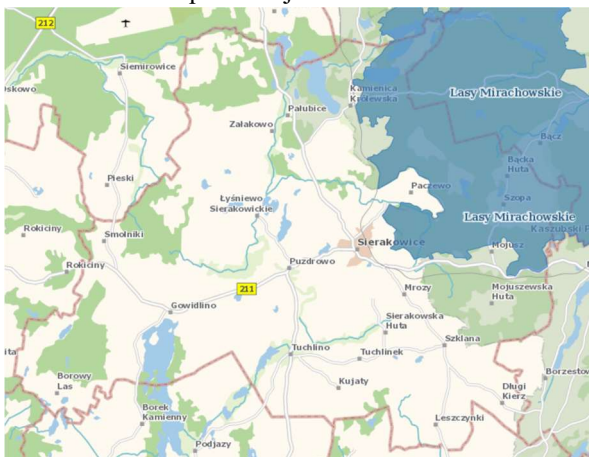 212
Siemirowice
Kamienica
Królewska
Lasy Mirachowskie
Pałubice
Załakowo
Bącz
Bącka
Huta
Pieski
Paczewo
Łyśniewo
Sierakowickie
Szopa
Lasy Mirachowskie
Rokiciny
Smolniki
Sierakowice
Mojusz
Rokiciny
Puzdrowo
211
Mrozy
Mojuszewska
Huta
Gowidlino
Sierakowska
Huta
Szklana
Tuchlino
Tuchlinek
Borowy
Las
Kujaty
Długi
Kierz
Borek
Kamienny
Leszczynki
Podjazy